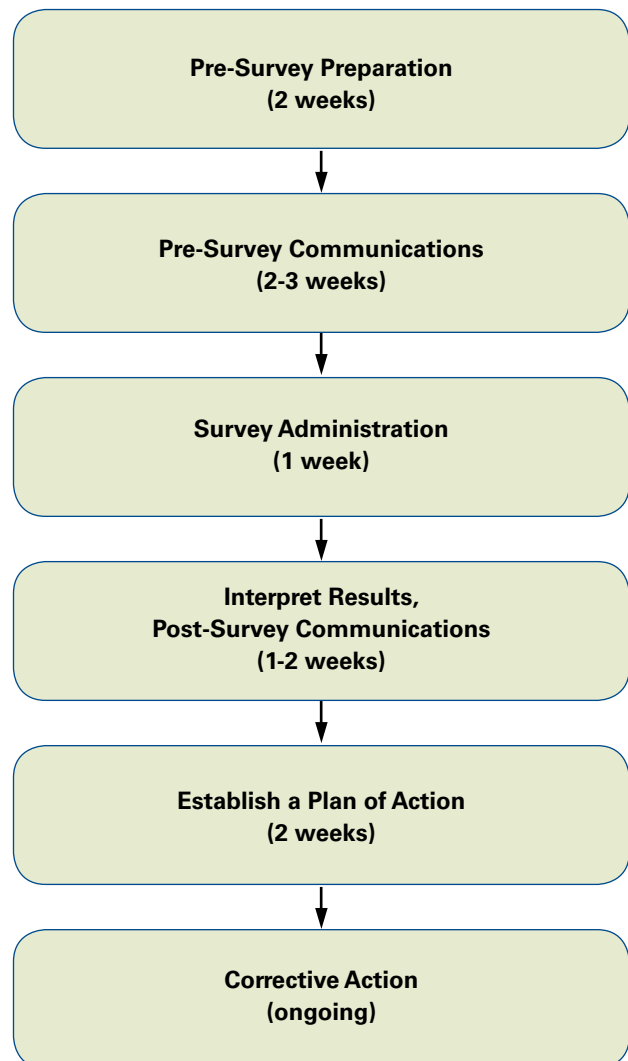 Pre-Survey Preparation
(2 weeks)
Pre-Survey Communications
(2-3 weeks)
Survey Administration
(1 week)
Interpret Results,
Post-Survey Communications
(1-2 weeks)
Establish a Plan of Action
(2 weeks)
Corrective Action
(ongoing)